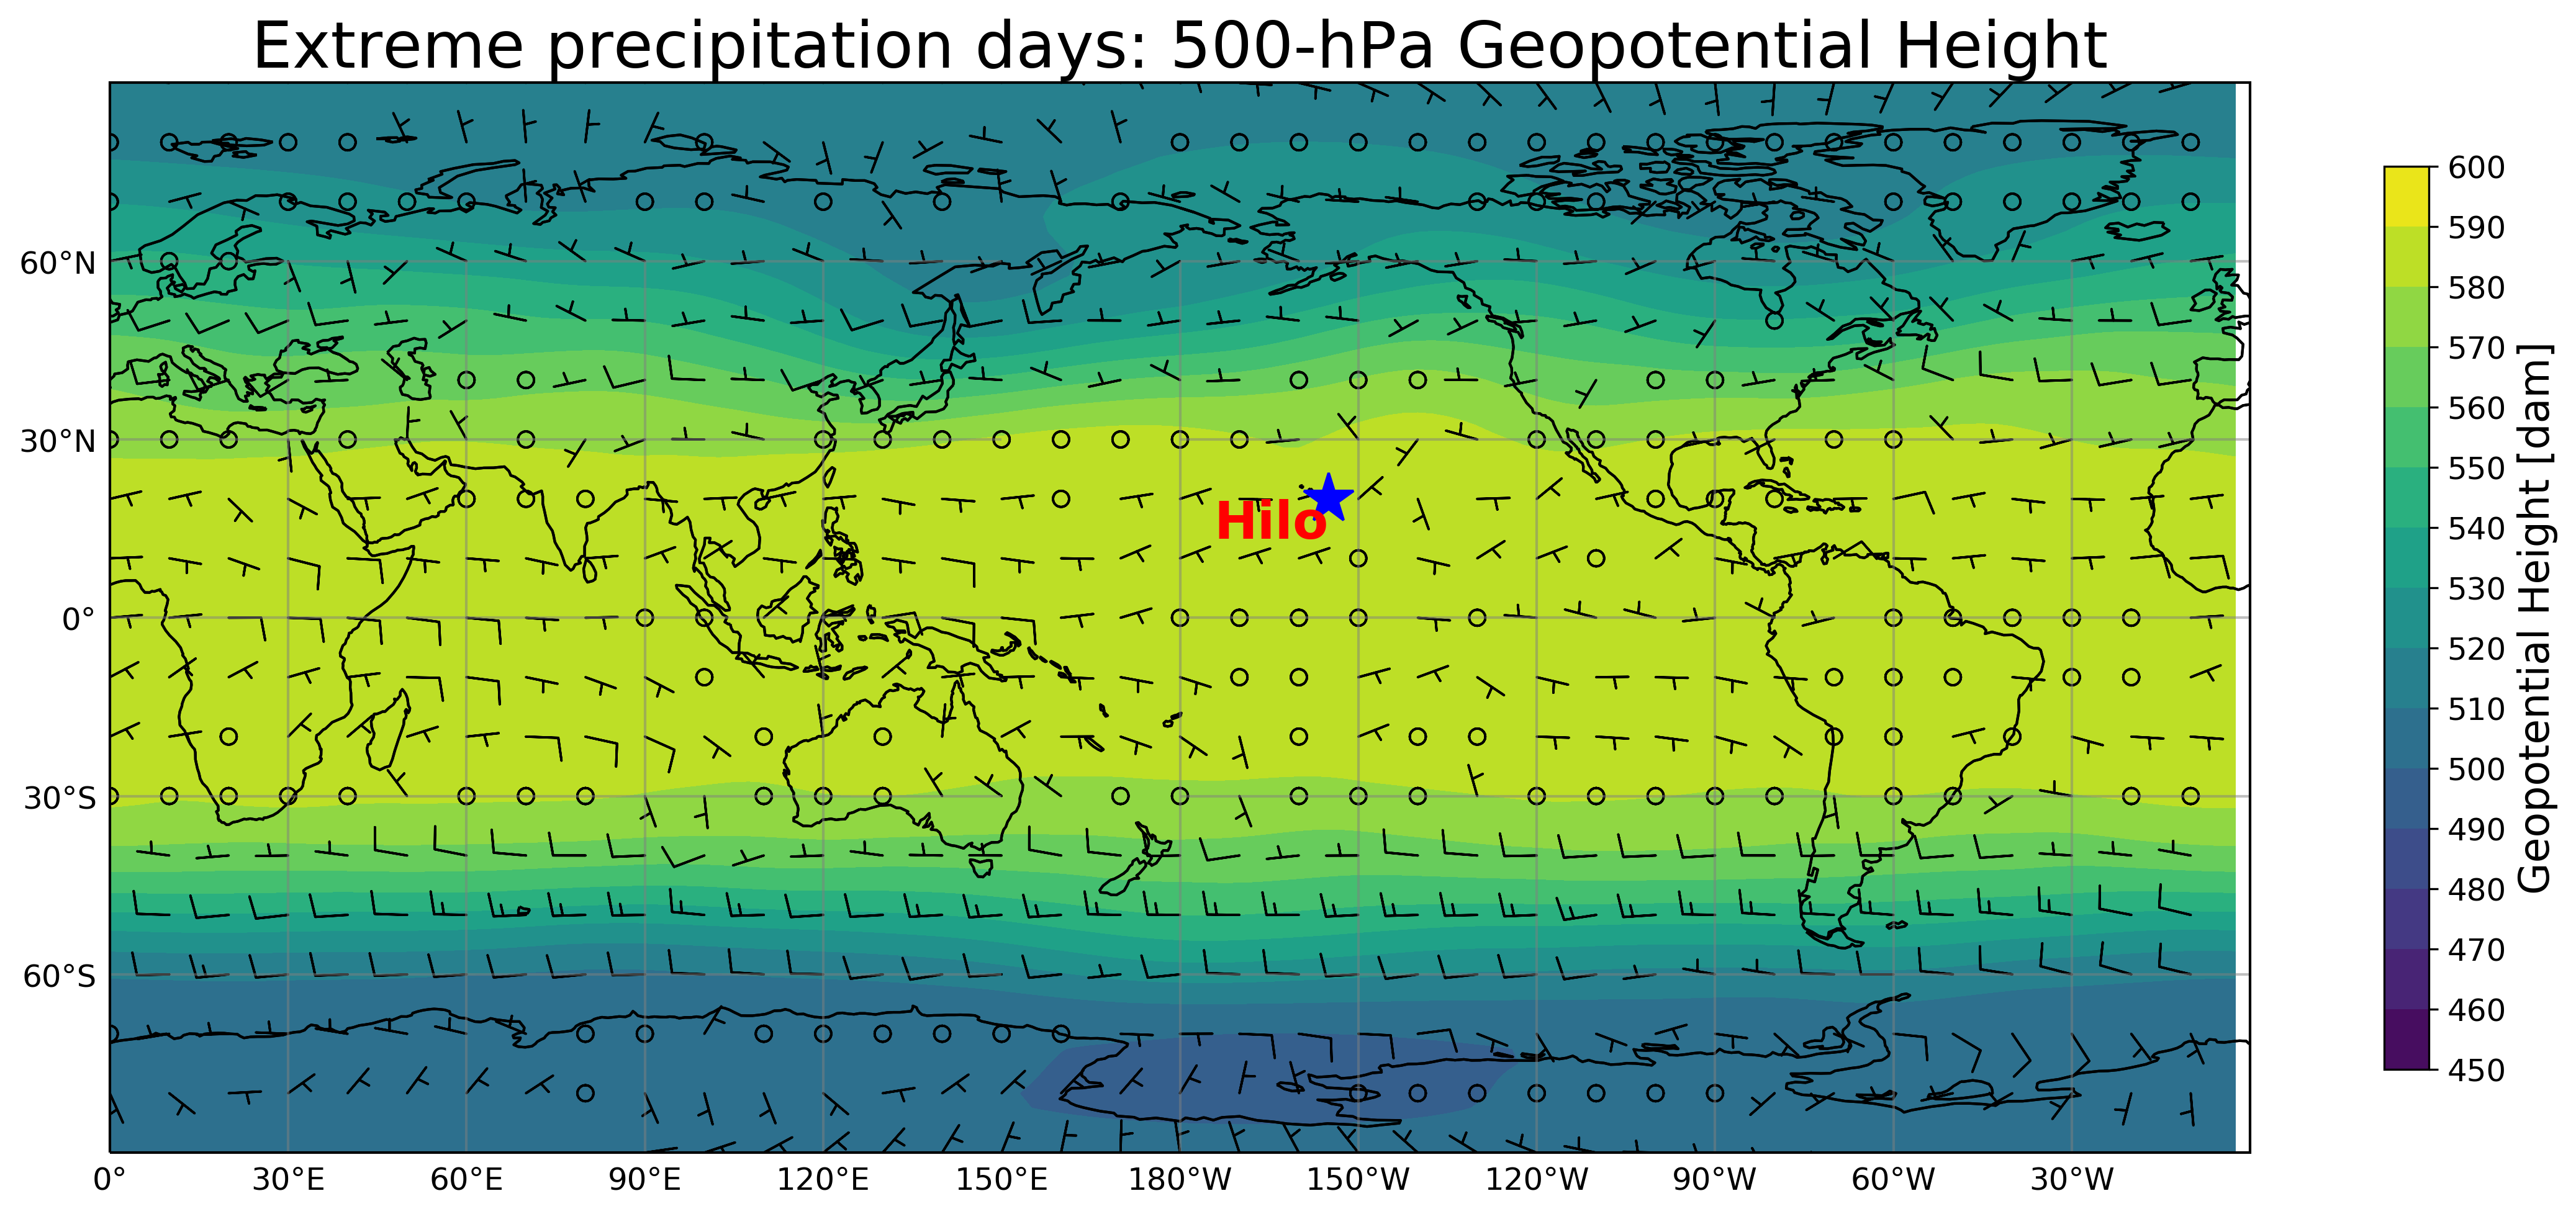 Extreme precipitation days: 500-hPa Geopotential Height
60°N
30°N
0°
30°S
60°S
0°
30°E
60°E
90°E
120°E
150°E
180°W
150°W
120°W
90°W
60°W
30°W
Hilo
600
590
580
570
560
550
540
530
520
510
500
490
480
470
460
450
Geopotential Height [dam]